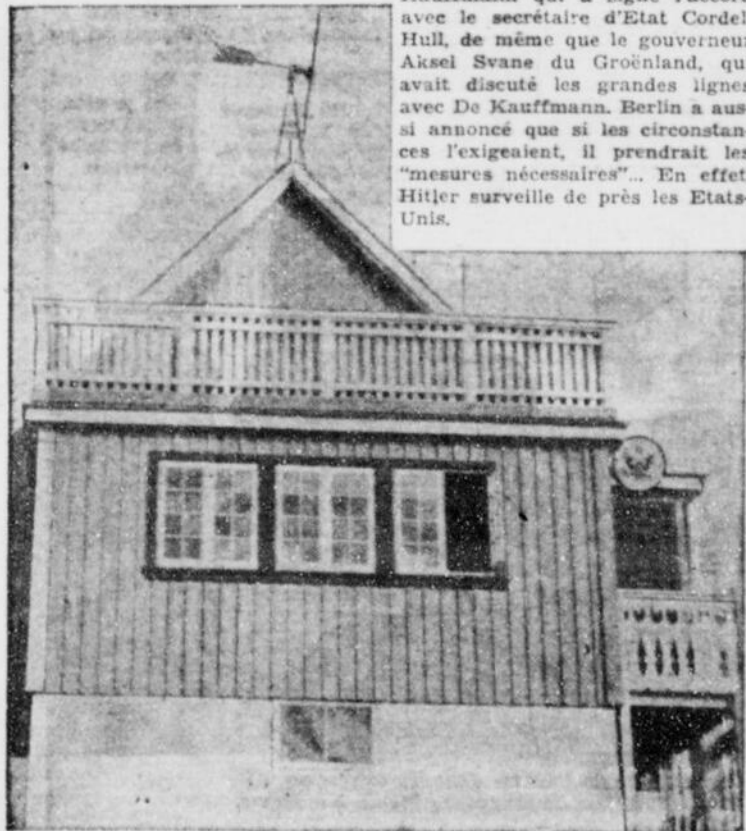 avec le secrétaire d'Etat Cordel
Hull, de même que le gouverneur
Aksel Svane du Groënland, qu
avait discuté les grandes lignes
avec De Kauffmann. Berlin a aus-
si annoncé que si les circonstan-
ces l'exigeaient, il prendrait les
"mesures nécessaires"... En effet
Hitler surveille de près les Etats-
Unis.